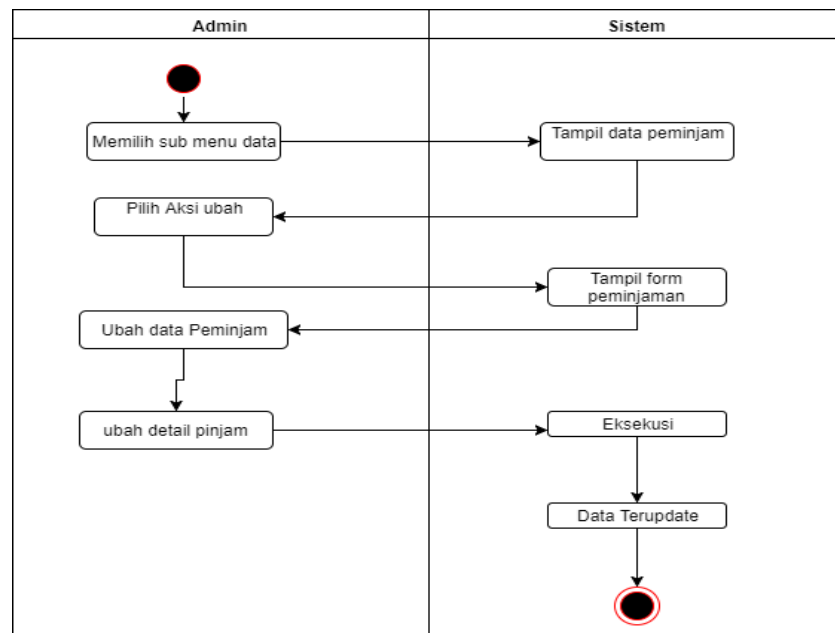 Admin
Sistem
Memilih sub menu data
Tampil data peminjam
Pilih Aksi ubah
Tampil form
peminjaman
Ubah data Peminjam
ubah detail pinjam
Eksekusi
Data Terupdate